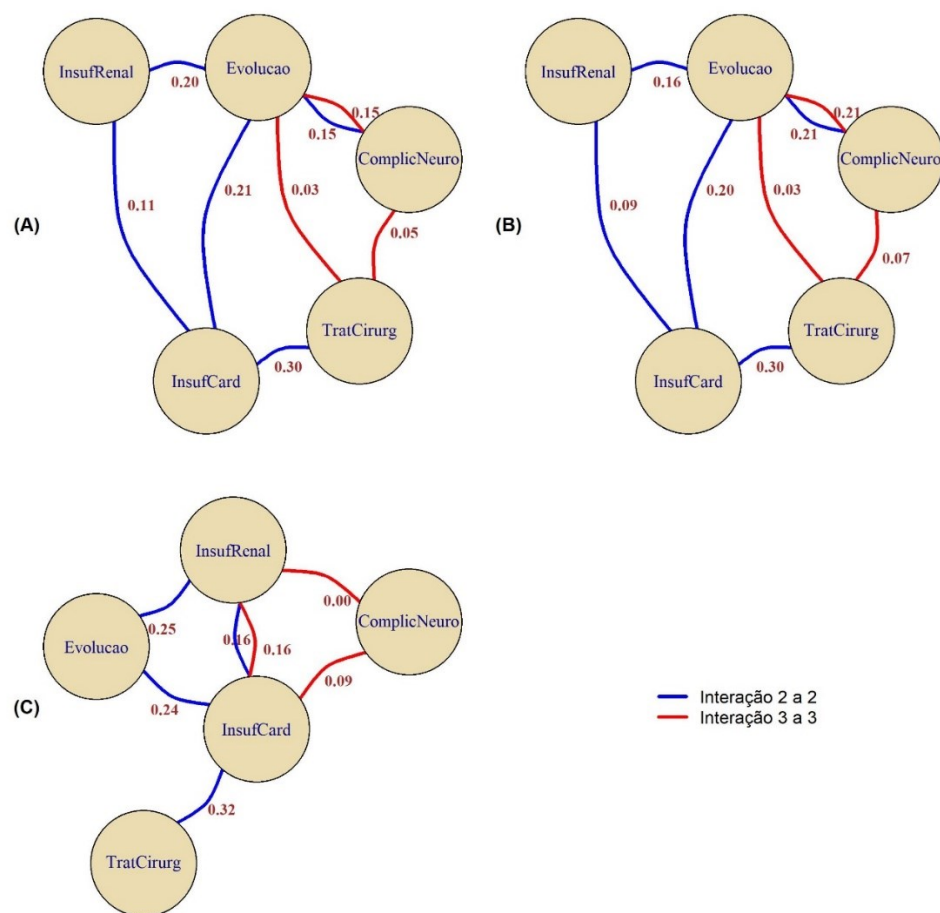 InsufRenal
0.20
Evolucao
0.15
0.15
ComplicNeuro
0.11
0.21
0.03
0.05
(A)
TratCirurg
InsufCard
0.30
InsufRenal
0.16
Evolucao
0.21
0.21
ComplicNeuro
0.09
0.20
0.03
0.07
(B)
TratCirurg
InsufCard
0.30
InsufRenal
0.00
ComplicNeuro
0.25
0.16
0.16
Evolucao
0.24
0.09
(C)
InsufCard
0.32
TratCirurg
Interação 2 a 2
Interação 3 a 3